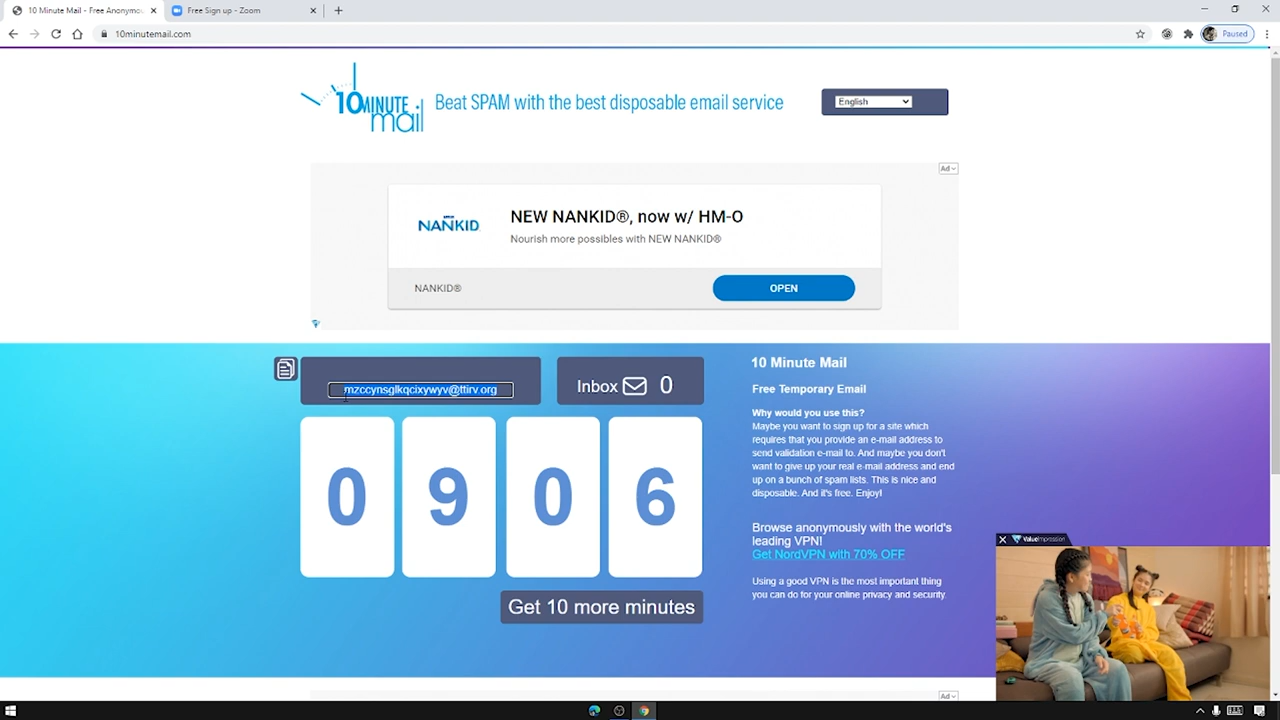 10 Minute Mail - Free Anonymou
Free Sign up - Zoom
10minutemail.com
Paused
10MINUTE
mail
Beat SPAM with the best disposable email service
English
Ad
NANKID
NEW NANKID®, now w/ HM-O
Nourish more possibles with NEW NANKID®
NANKID®
OPEN
mzccynsglkqcixywyv@ttirv.org
Inbox 0
0 9 0 6
Get 10 more minutes
10 Minute Mail
Free Temporary Email
Why would you use this?
Maybe you want to sign up for a site which
requires that you provide an e-mail address to
send validation e-mail to. And maybe you don't
want to give up your real e-mail address and end
up on a bunch of spam lists. This is nice and
disposable. And it's free. Enjoy!
Browse anonymously with the world's
leading VPN!
Get NordVPN with 70% OFF
Using a good VPN is the most important thing
you can do for your online privacy and security.
ValueImpression
Ad